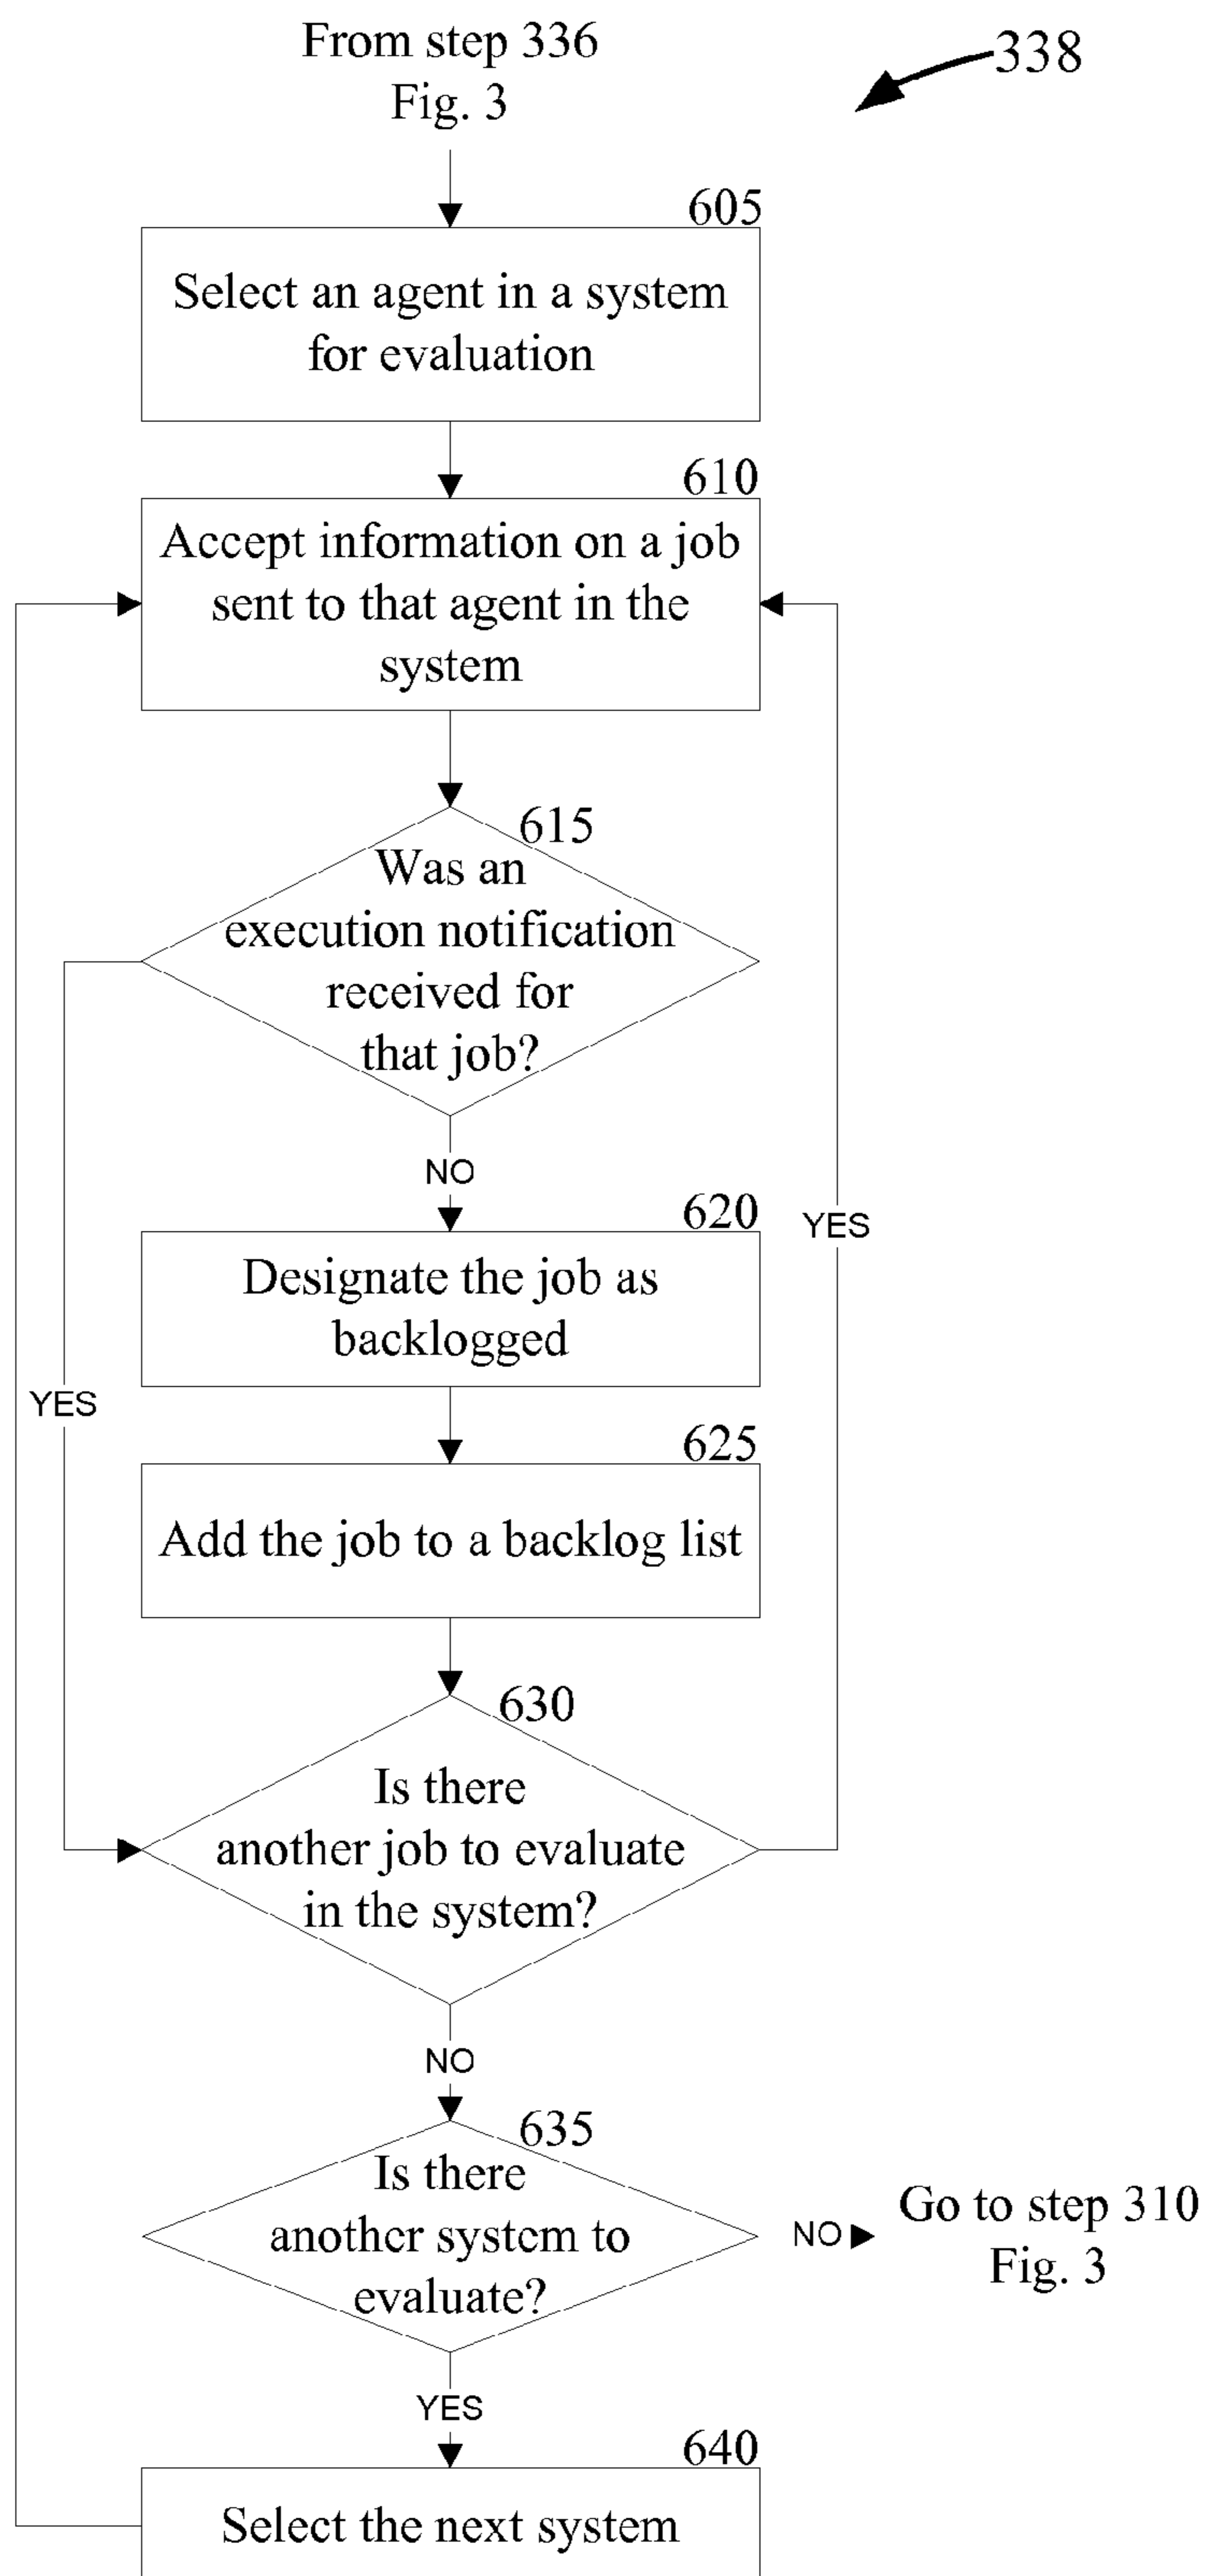 From step 336
Fig. 3
338
605
Select an agent in a system
for evaluation
610
Accept information on a job
sent to that agent in the
system
615
Was an
execution notification
received for
that job?
NO
620
Designate the job as
backlogged
YES
YES
625
Add the job to a backlog list
630
Is there
another job to evaluate
in the system?
NO
635
Is there
another system to
evaluate?
NO
Go to step 310
Fig. 3
YES
640
Select the next system